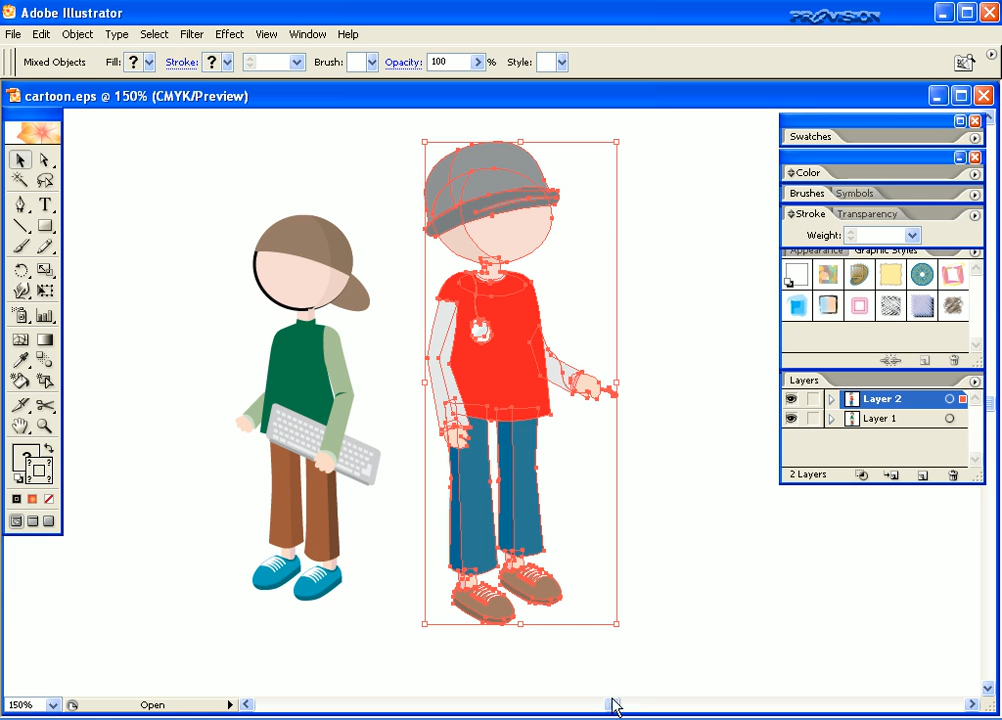 Adobe Illustrator
PROVISION
File Edit Object Type Select Filter Effect View Window Help
Mixed Objects Fill: ? Stroke: ? Brush: Opacity: 100 % Style:
cartoon.eps @ 150% (CMYK/Preview)
Swatches
Color
Brushes Symbols
Stroke Transparency
Weight:
Appearance Graphic Styles
Layers
Layer 2
Layer 1
2 Layers
150% Open